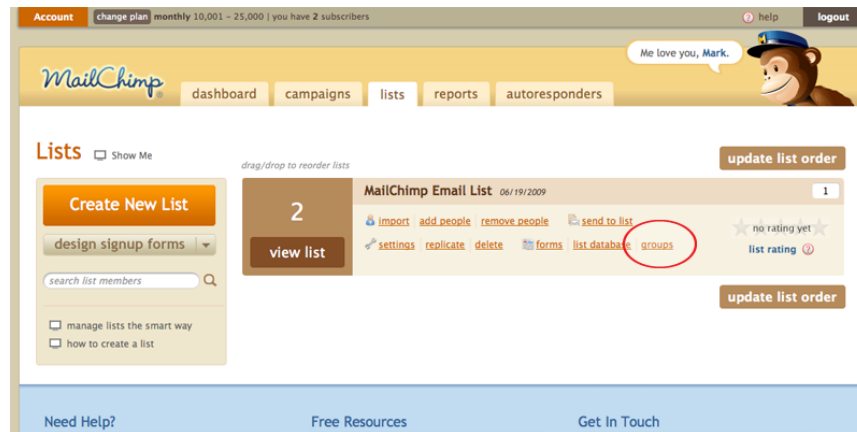 Account change plan monthly 10,001 - 25,000 | you have 2 subscribers help logout
Me love you, Mark.
MailChimp
dashboard campaigns lists reports autoresponders
Lists Show Me
drag/drop to reorder lists
update list order
Create New List
design signup forms
search list members
manage lists the smart way
how to create a list
2
view list
MailChimp Email List 06/19/2009 1
import add people remove people send to list
settings replicate delete forms list database groups
no rating yet
list rating
update list order
Need Help? Free Resources Get In Touch